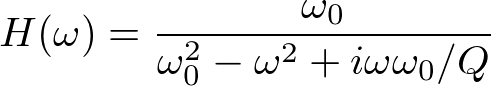 H(ω) = ω₀ / (ω₀² − ω² + iωω₀/Q)